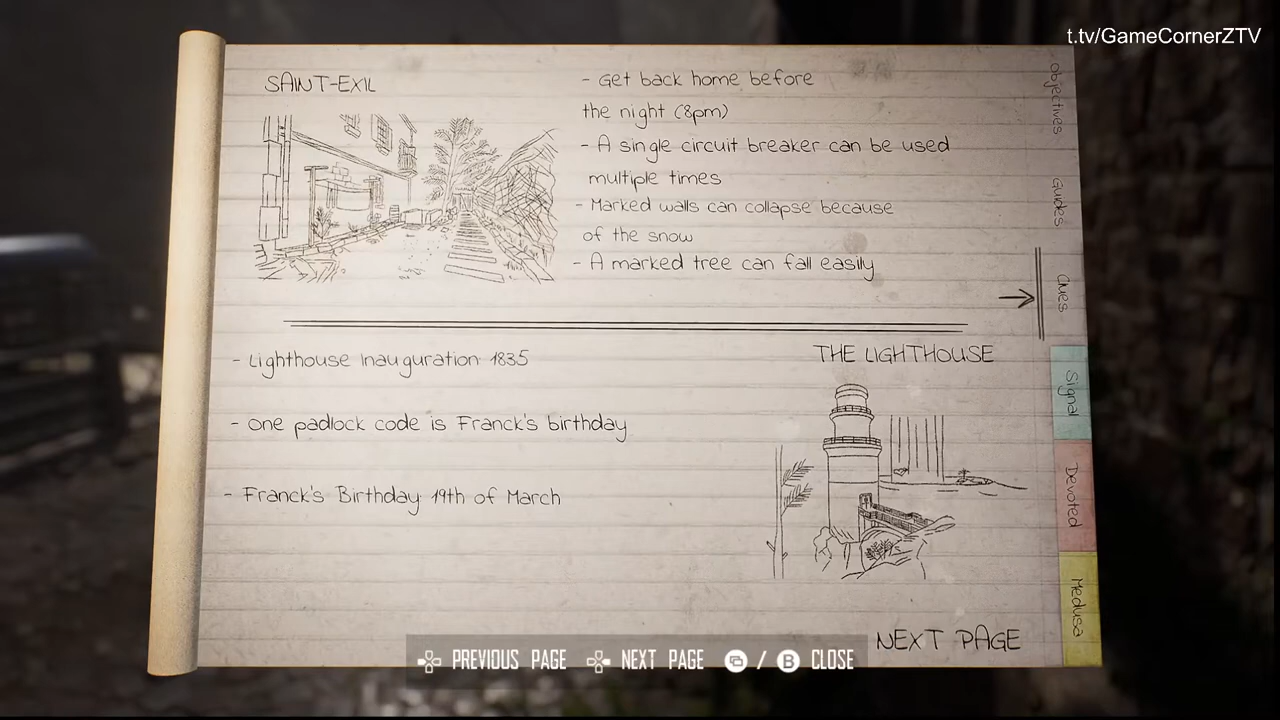 t.tv/GameCornerZTV
SAINT-EXIL
- Get back home before
the night (8pm)
- A single circuit breaker can be used
multiple times
- Marked walls can collapse because
of the snow
- A marked tree can fall easily
- Lighthouse Inauguration: 1835
- One padlock code is Franck's birthday
- Franck's Birthday: 19th of March
THE LIGHTHOUSE
Objectives
Guides
Clues
Signal
Devoted
Medusa
NEXT PAGE
PREVIOUS PAGE NEXT PAGE / B CLOSE